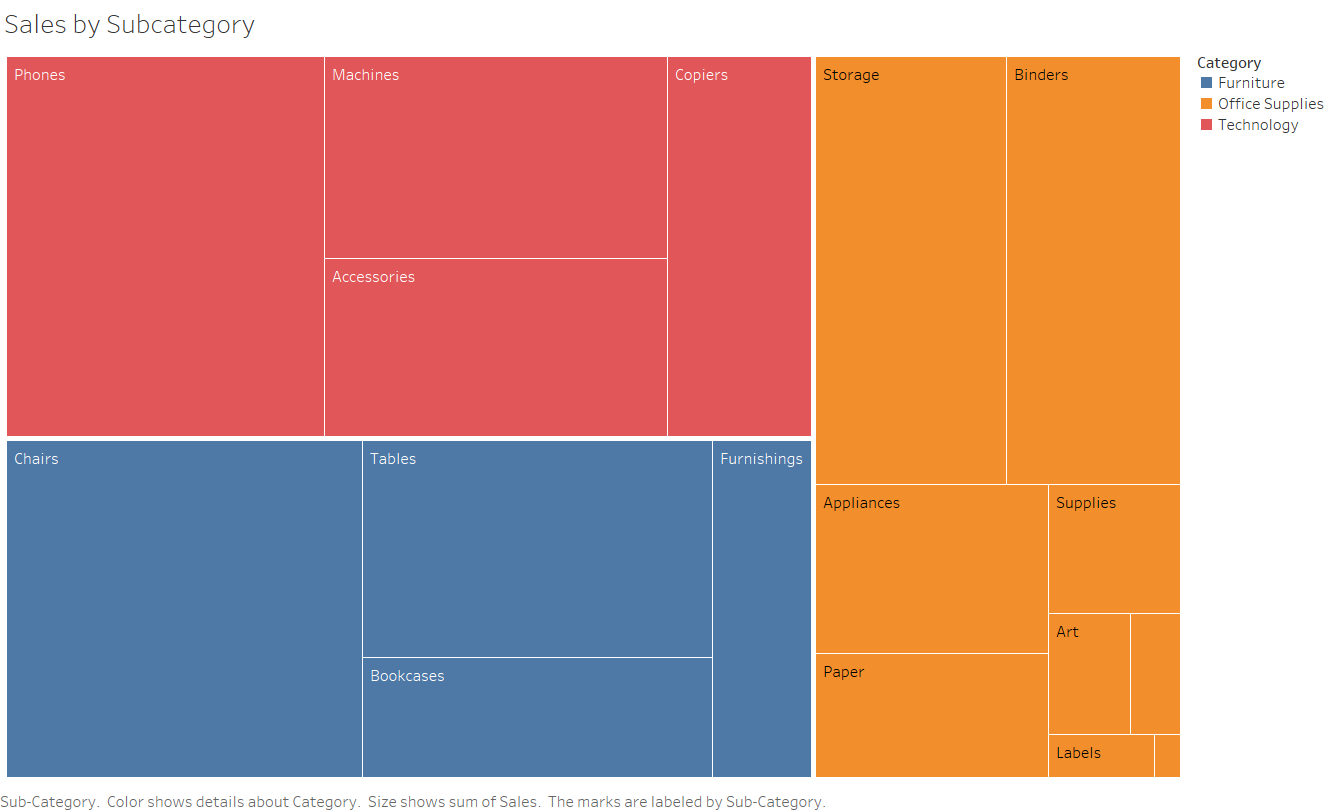 Sales by Subcategory
Phones
Machines
Copiers
Accessories
Storage
Binders
Category
Furniture
Office Supplies
Technology
Chairs
Tables
Furnishings
Bookcases
Appliances
Supplies
Art
Paper
Labels
Sub-Category. Color shows details about Category. Size shows sum of Sales. The marks are labeled by Sub-Category.